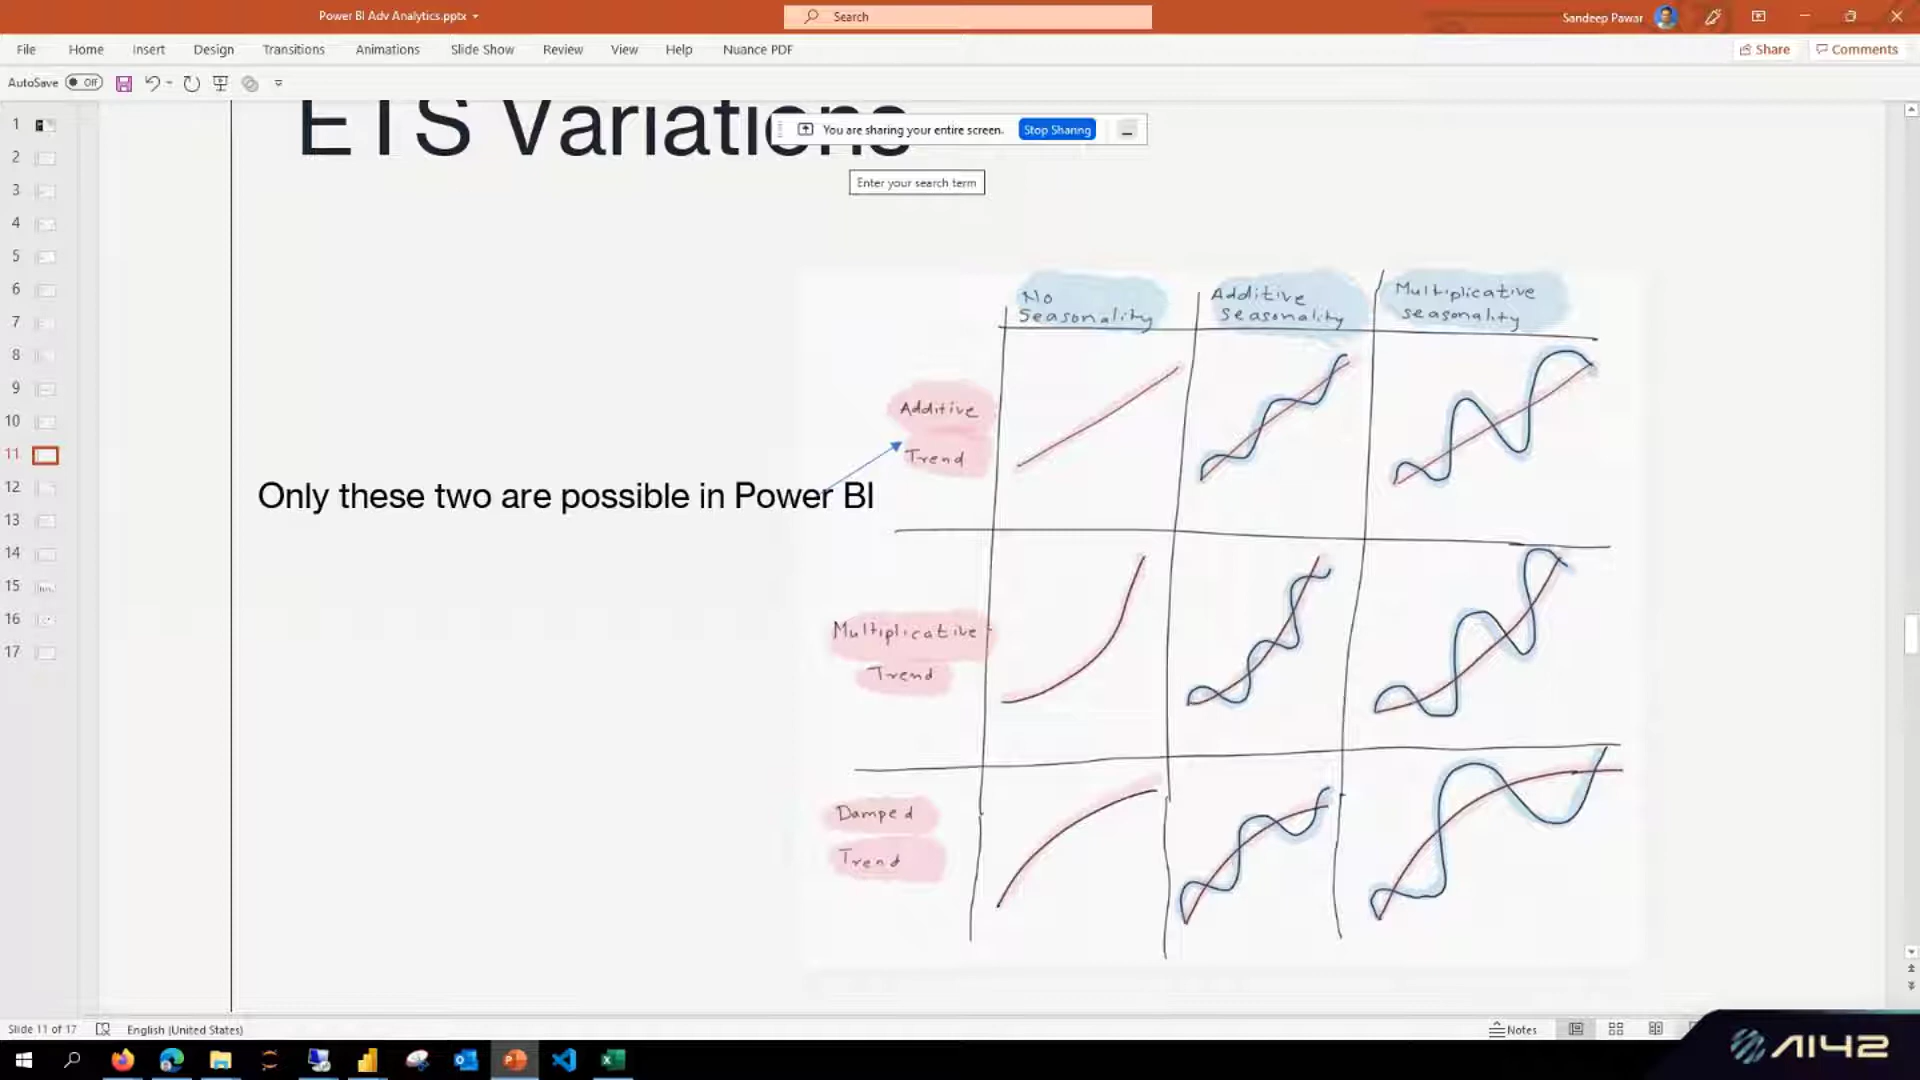 Power BI Adv Analytics.pptx
Search
Sandeep Pawar
File Home Insert Design Transitions Animations Slide Show Review View Help Nuance PDF
Share Comments
AutoSave Off
ETS Variations
You are sharing your entire screen. Stop Sharing
Enter your search term
1
2
3
4
5
6
7
8
9
10
11
12
13
14
15
16
17
No
Seasonality
Additive
Seasonality
Multiplicative
seasonality
Additive
Trend
Only these two are possible in Power BI
Multiplicative
Trend
Damped
Trend
Slide 11 of 17 English (United States) Notes
AI42